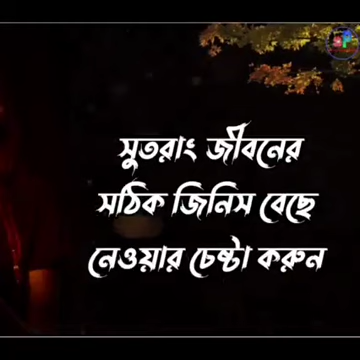 সুতরাং জীবনের
সঠিক জিনিস বেছে
নেওয়ার চেষ্টা করুন